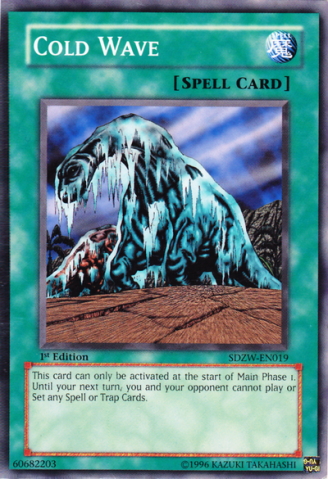 COLD WAVE
魔
[SPELL CARD]
1st Edition
SDZW-EN019
This card can only be activated at the start of Main Phase 1.
Until your next turn, you and your opponent cannot play or
Set any Spell or Trap Cards.
60682203
©1996 KAZUKI TAKAHASHI